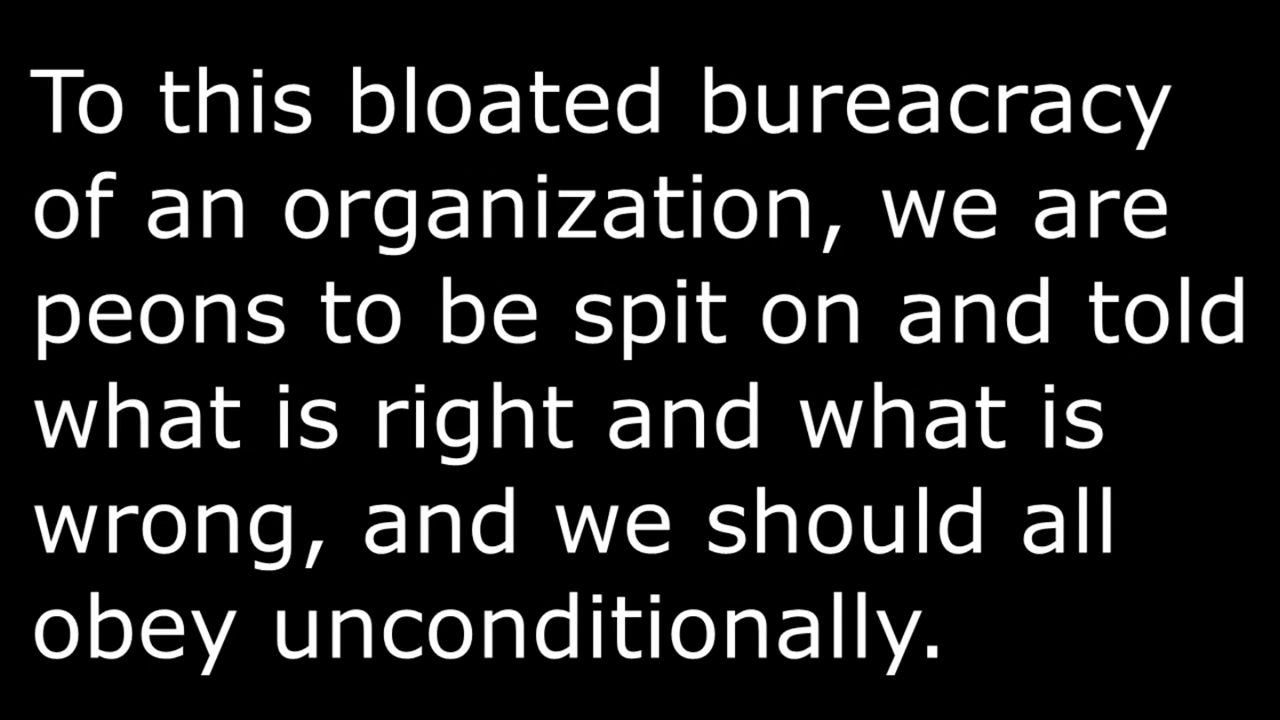 To this bloated bureacracy
of an organization, we are
peons to be spit on and told
what is right and what is
wrong, and we should all
obey unconditionally.